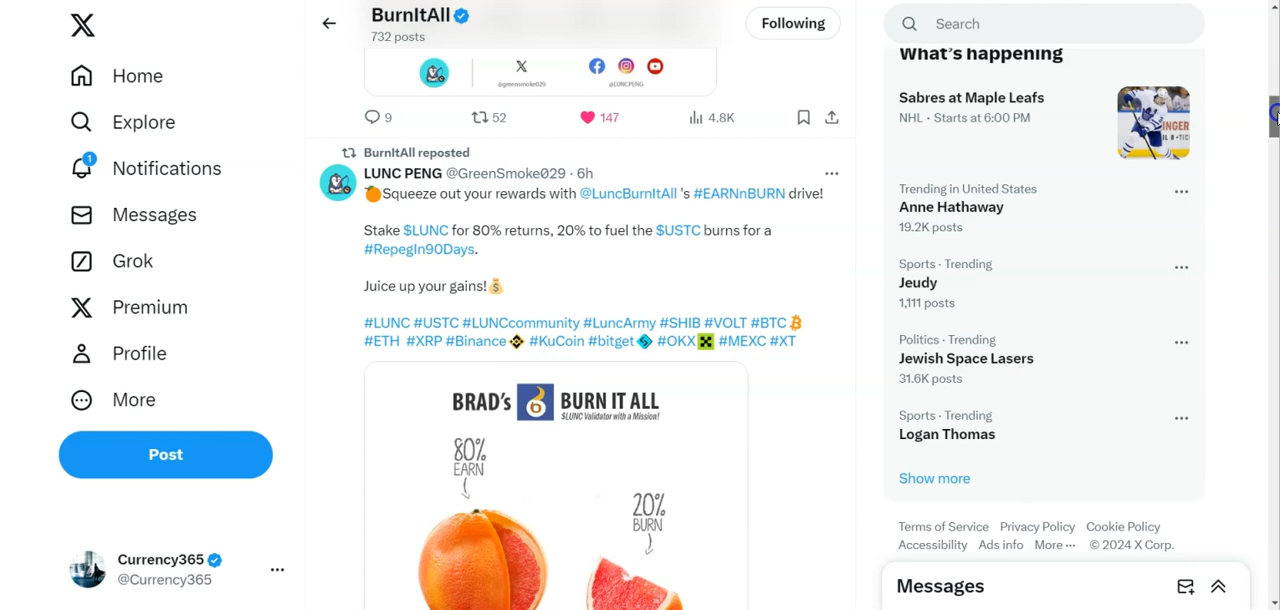 Home
Explore
1
Notifications
Messages
Grok
Premium
Profile
More
Post
Currency365
@Currency365
BurnItAll
732 posts
Following
@greensmoke029
@LUNCPENG
9
52
147
4.8K
BurnItAll reposted
LUNC PENG @GreenSmoke029 · 6h
🍊Squeeze out your rewards with @LuncBurnItAll 's #EARNnBURN drive!
Stake $LUNC for 80% returns, 20% to fuel the $USTC burns for a
#RepegIn90Days.
Juice up your gains!💰
#LUNC #USTC #LUNCcommunity #LuncArmy #SHIB #VOLT #BTC
#ETH #XRP #Binance #KuCoin #bitget #OKX #MEXC #XT
BRAD's BURN IT ALL
$LUNC Validator with a Mission!
80%
EARN
20%
BURN
Search
What's happening
Sabres at Maple Leafs
NHL · Starts at 6:00 PM
INGER
Trending in United States
Anne Hathaway
19.2K posts
Sports · Trending
Jeudy
1,111 posts
Politics · Trending
Jewish Space Lasers
31.6K posts
Sports · Trending
Logan Thomas
Show more
Terms of Service Privacy Policy Cookie Policy
Accessibility Ads info More ··· © 2024 X Corp.
Messages